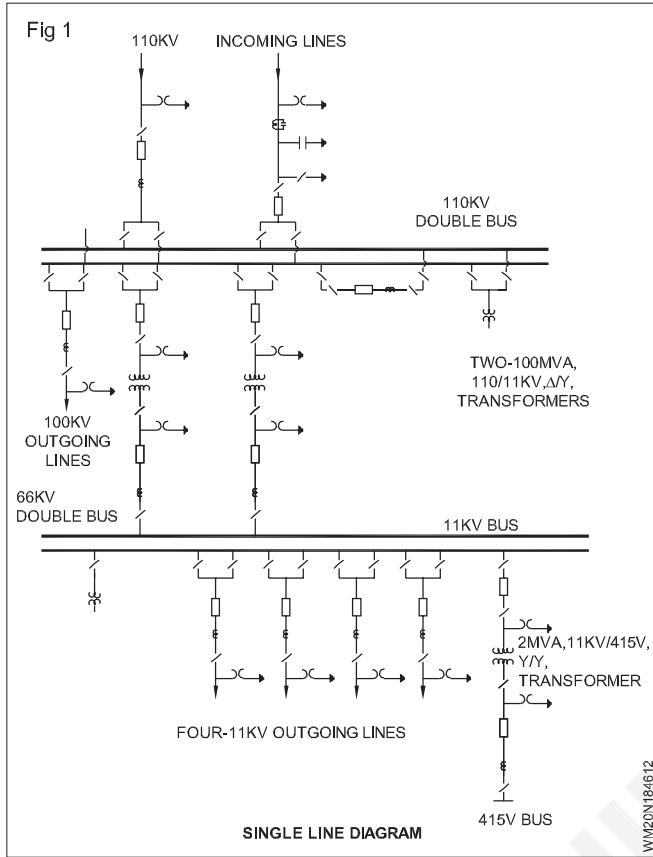 Fig 1
110KV
INCOMING LINES
110KV
DOUBLE BUS
TWO-100MVA,
110/11KV,Δ/Y,
TRANSFORMERS
100KV
OUTGOING
LINES
66KV
DOUBLE BUS
11KV BUS
2MVA,11KV/415V,
Y/Y,
TRANSFORMER
FOUR-11KV OUTGOING LINES
415V BUS
SINGLE LINE DIAGRAM
WM20N184612